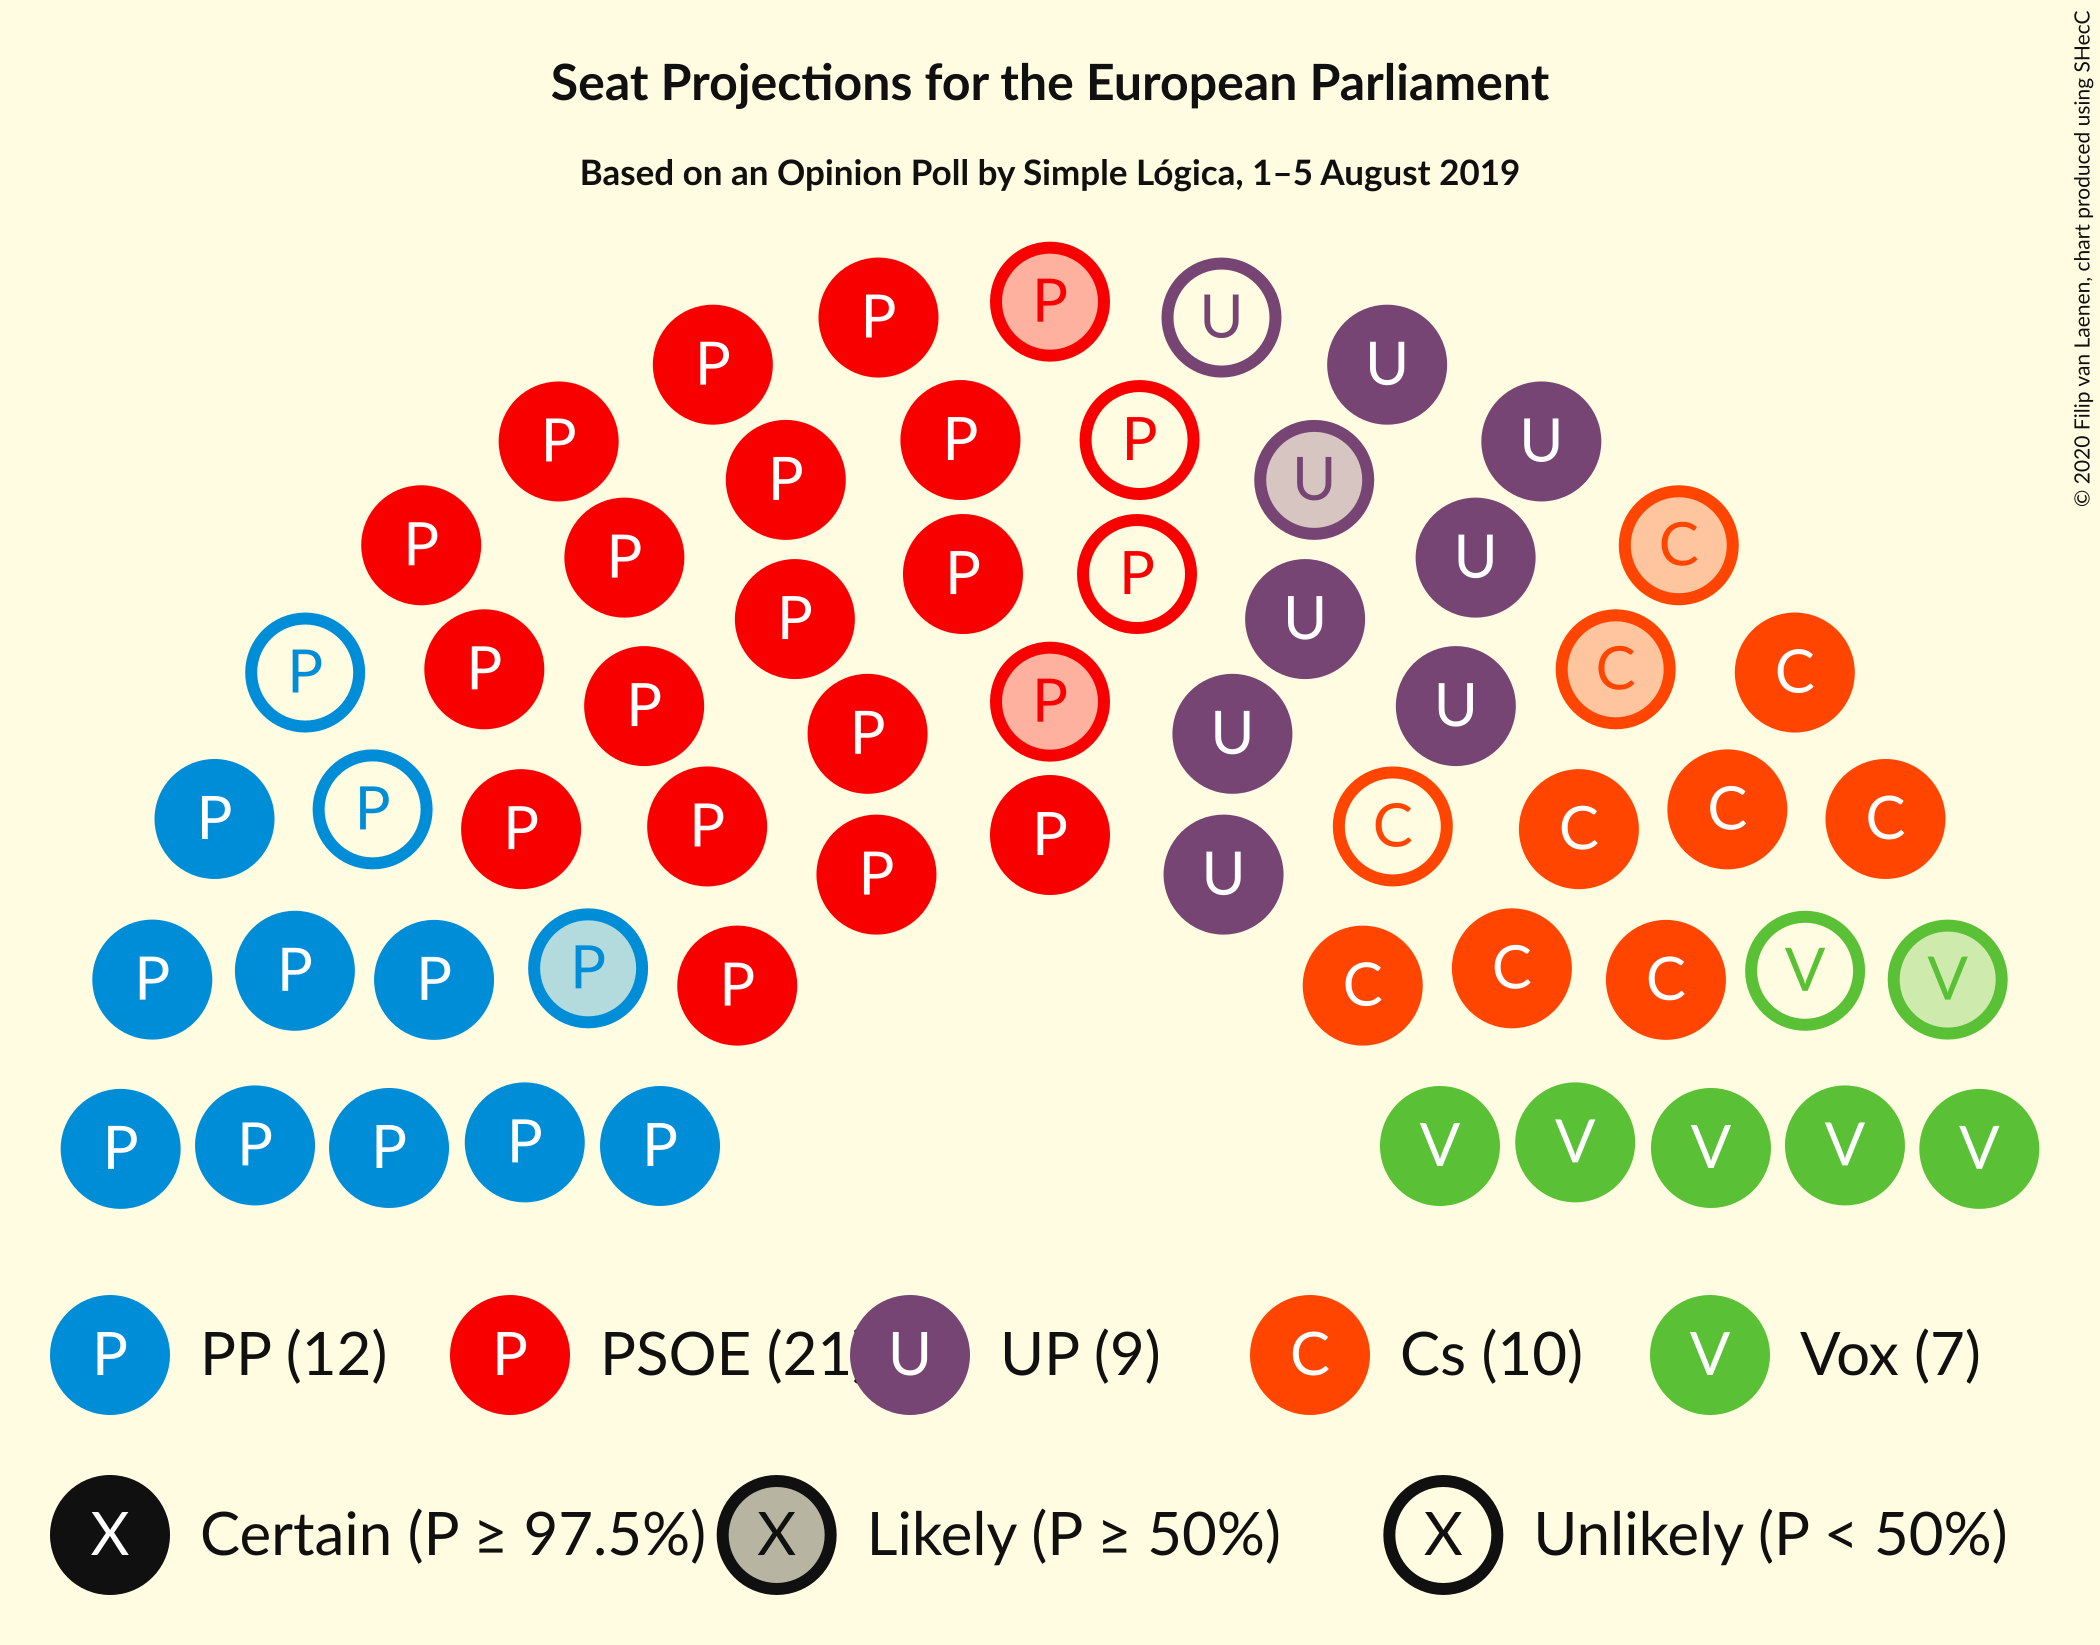 Seat Projections for the European Parliament
Based on an Opinion Poll by Simple Lógica, 1–5 August 2019
© 2020 Filip van Laenen, chart produced using SHecC
P P U
P U
P P U
P U
P P U
P P U C
P P
P U
P C
P P C
P P U
P U
P P C C
P P C C
P P
P U
P P C C V V
P P P C C C
P P P P P V V V V V
P PP (12) P PSOE (21) U UP (9) C Cs (10) V Vox (7)
X Certain (P ≥ 97.5%) X Likely (P ≥ 50%) X Unlikely (P < 50%)